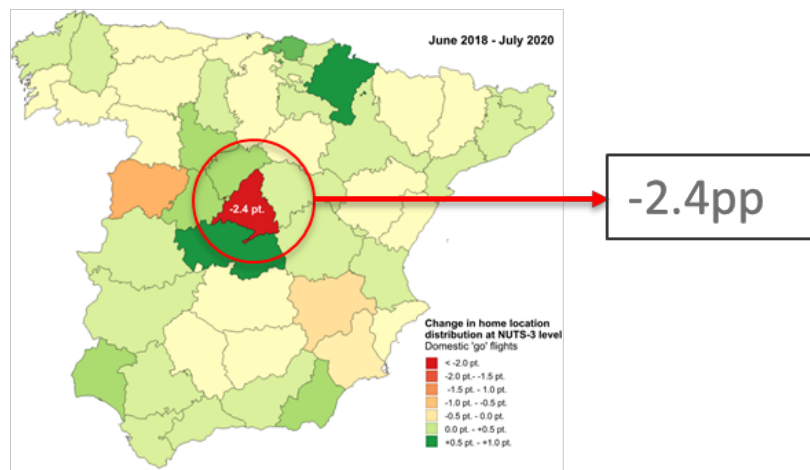 June 2018 - July 2020
-2.4 pt.
-2.4pp
Change in home location
distribution at NUTS-3 level
Domestic 'go' flights
< -2.0 pt.
-2.0 pt.- -1.5 pt.
-1.5 pt. - 1.0 pt.
-1.0 pt. - -0.5 pt.
-0.5 pt. - 0.0 pt.
0.0 pt. - +0.5 pt.
+0.5 pt. - +1.0 pt.